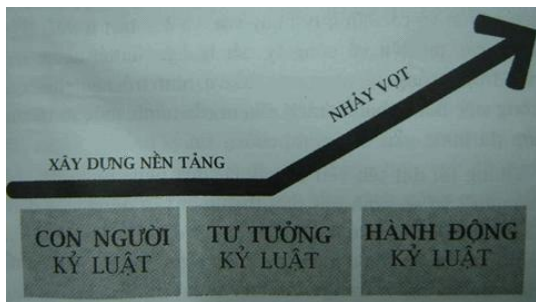 NHẢY VỌT
XÂY DỰNG NỀN TẢNG
CON NGƯỜI
KỶ LUẬT
TƯ TƯỞNG
KỶ LUẬT
HÀNH ĐỘNG
KỶ LUẬT